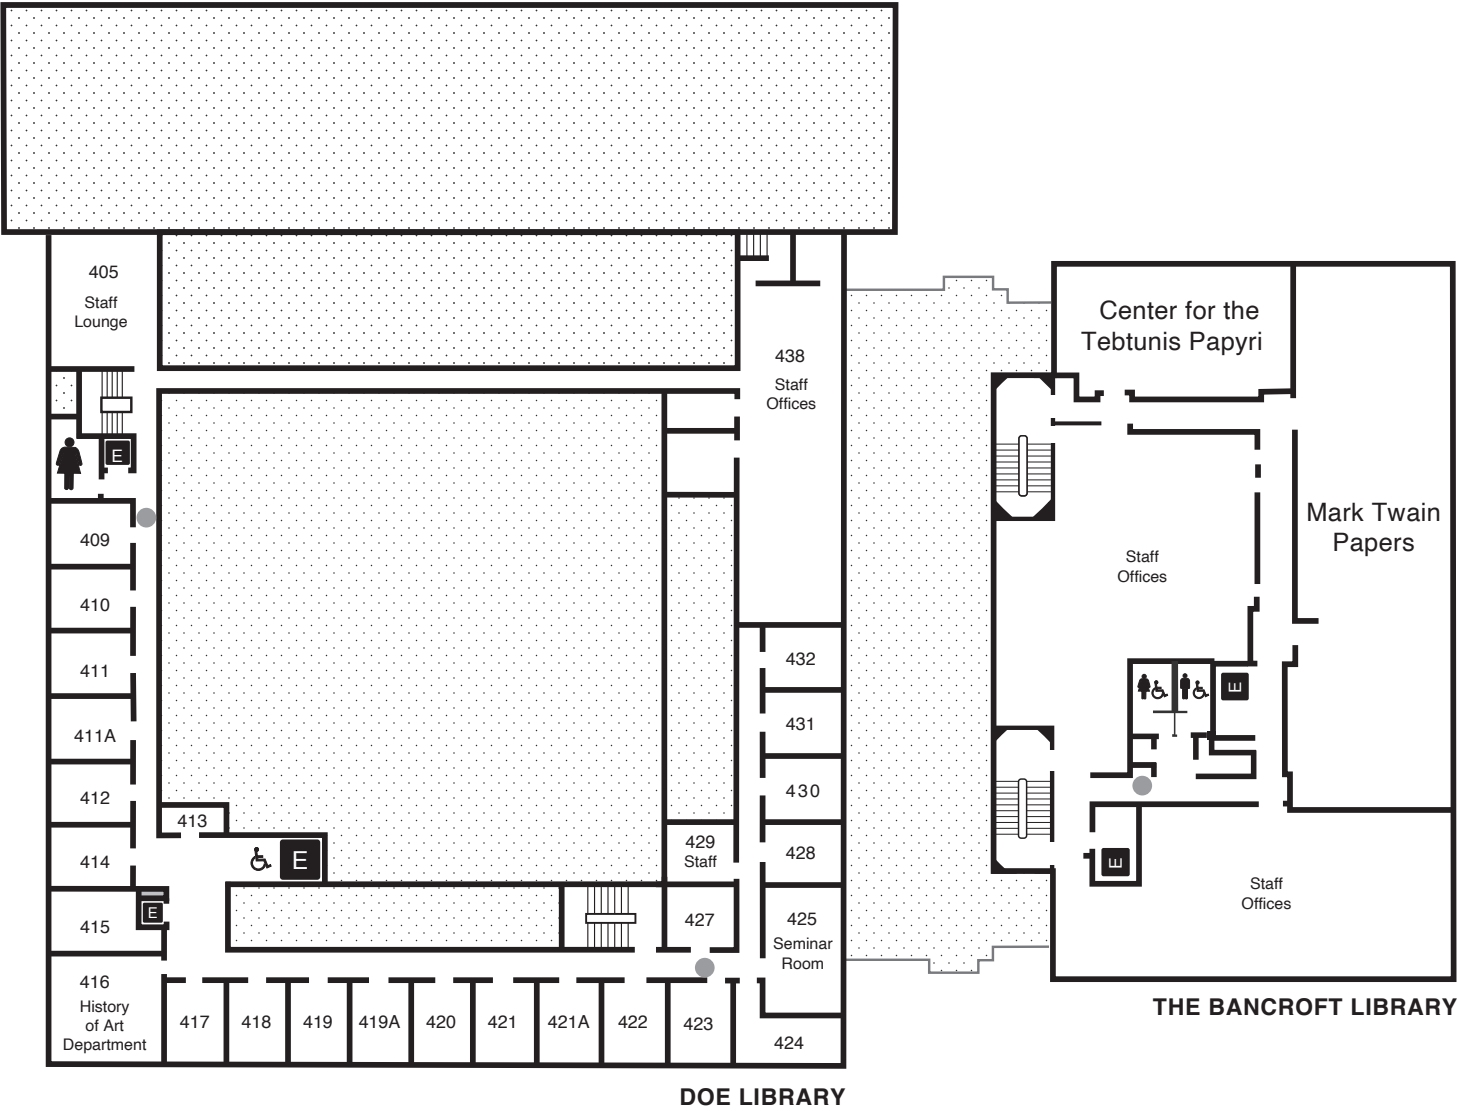 405
Staff
Lounge
438
Staff
Offices
Center for the
Tebtunis Papyri
E
409
410
411
411A
412
413
414
E
E
415
416
History
of Art
Department
417
418
419
419A
420
421
421A
422
423
424
425
Seminar
Room
427
428
429
Staff
430
431
432
Mark Twain
Papers
Staff
Offices
E
E
Staff
Offices
THE BANCROFT LIBRARY
DOE LIBRARY